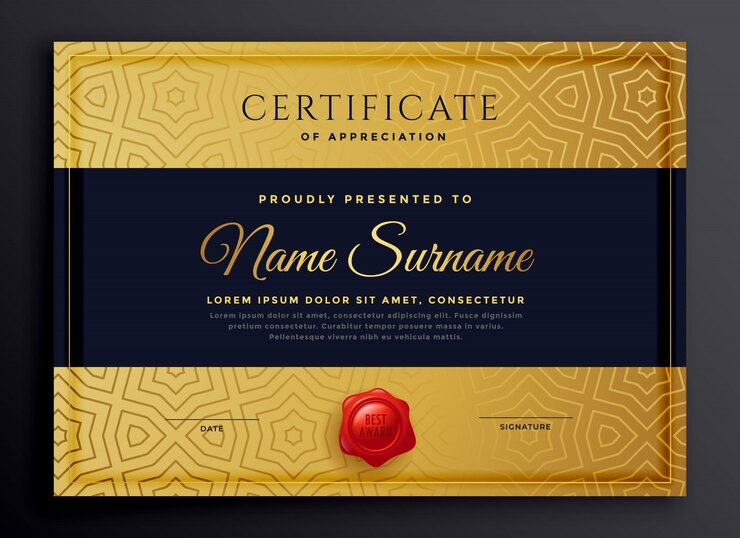 CERTIFICATE
OF APPRECIATION
PROUDLY PRESENTED TO
Name Surname
LOREM IPSUM DOLOR SIT AMET, CONSECTETUR
Lorem ipsum dolor sit amet, consectetur adipiscing elit. Fusce dignissim
pretium consectetur. Curabitur tempor posuere massa in varius.
Pellentesque viverra nibh eu vehicula mattis.
DATE
BEST
AWARD
SIGNATURE